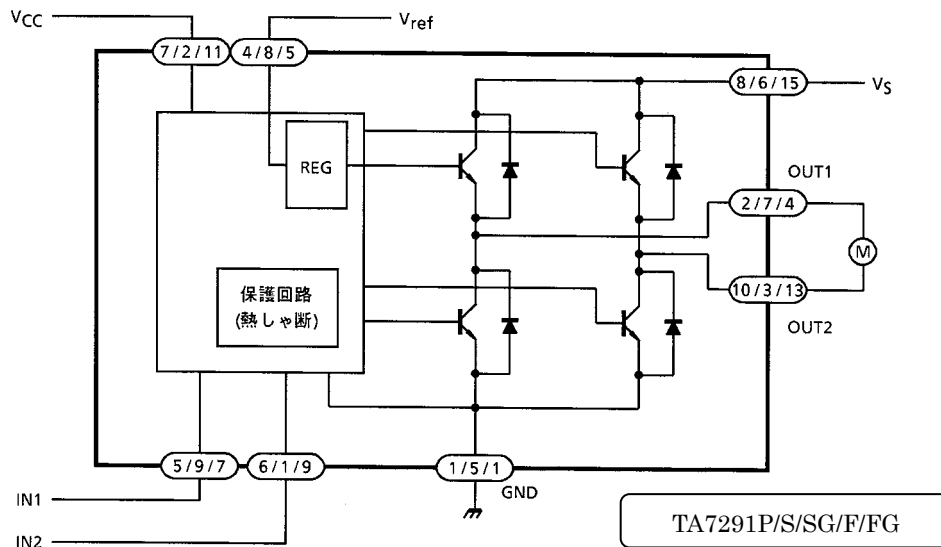 VCC
Vref
7/2/11
4/8/5
8/6/15
VS
REG
OUT1
2/7/4
M
保護回路
(熱しゃ断)
10/3/13
OUT2
5/9/7
6/1/9
1/5/1
GND
IN1
IN2
TA7291P/S/SG/F/FG